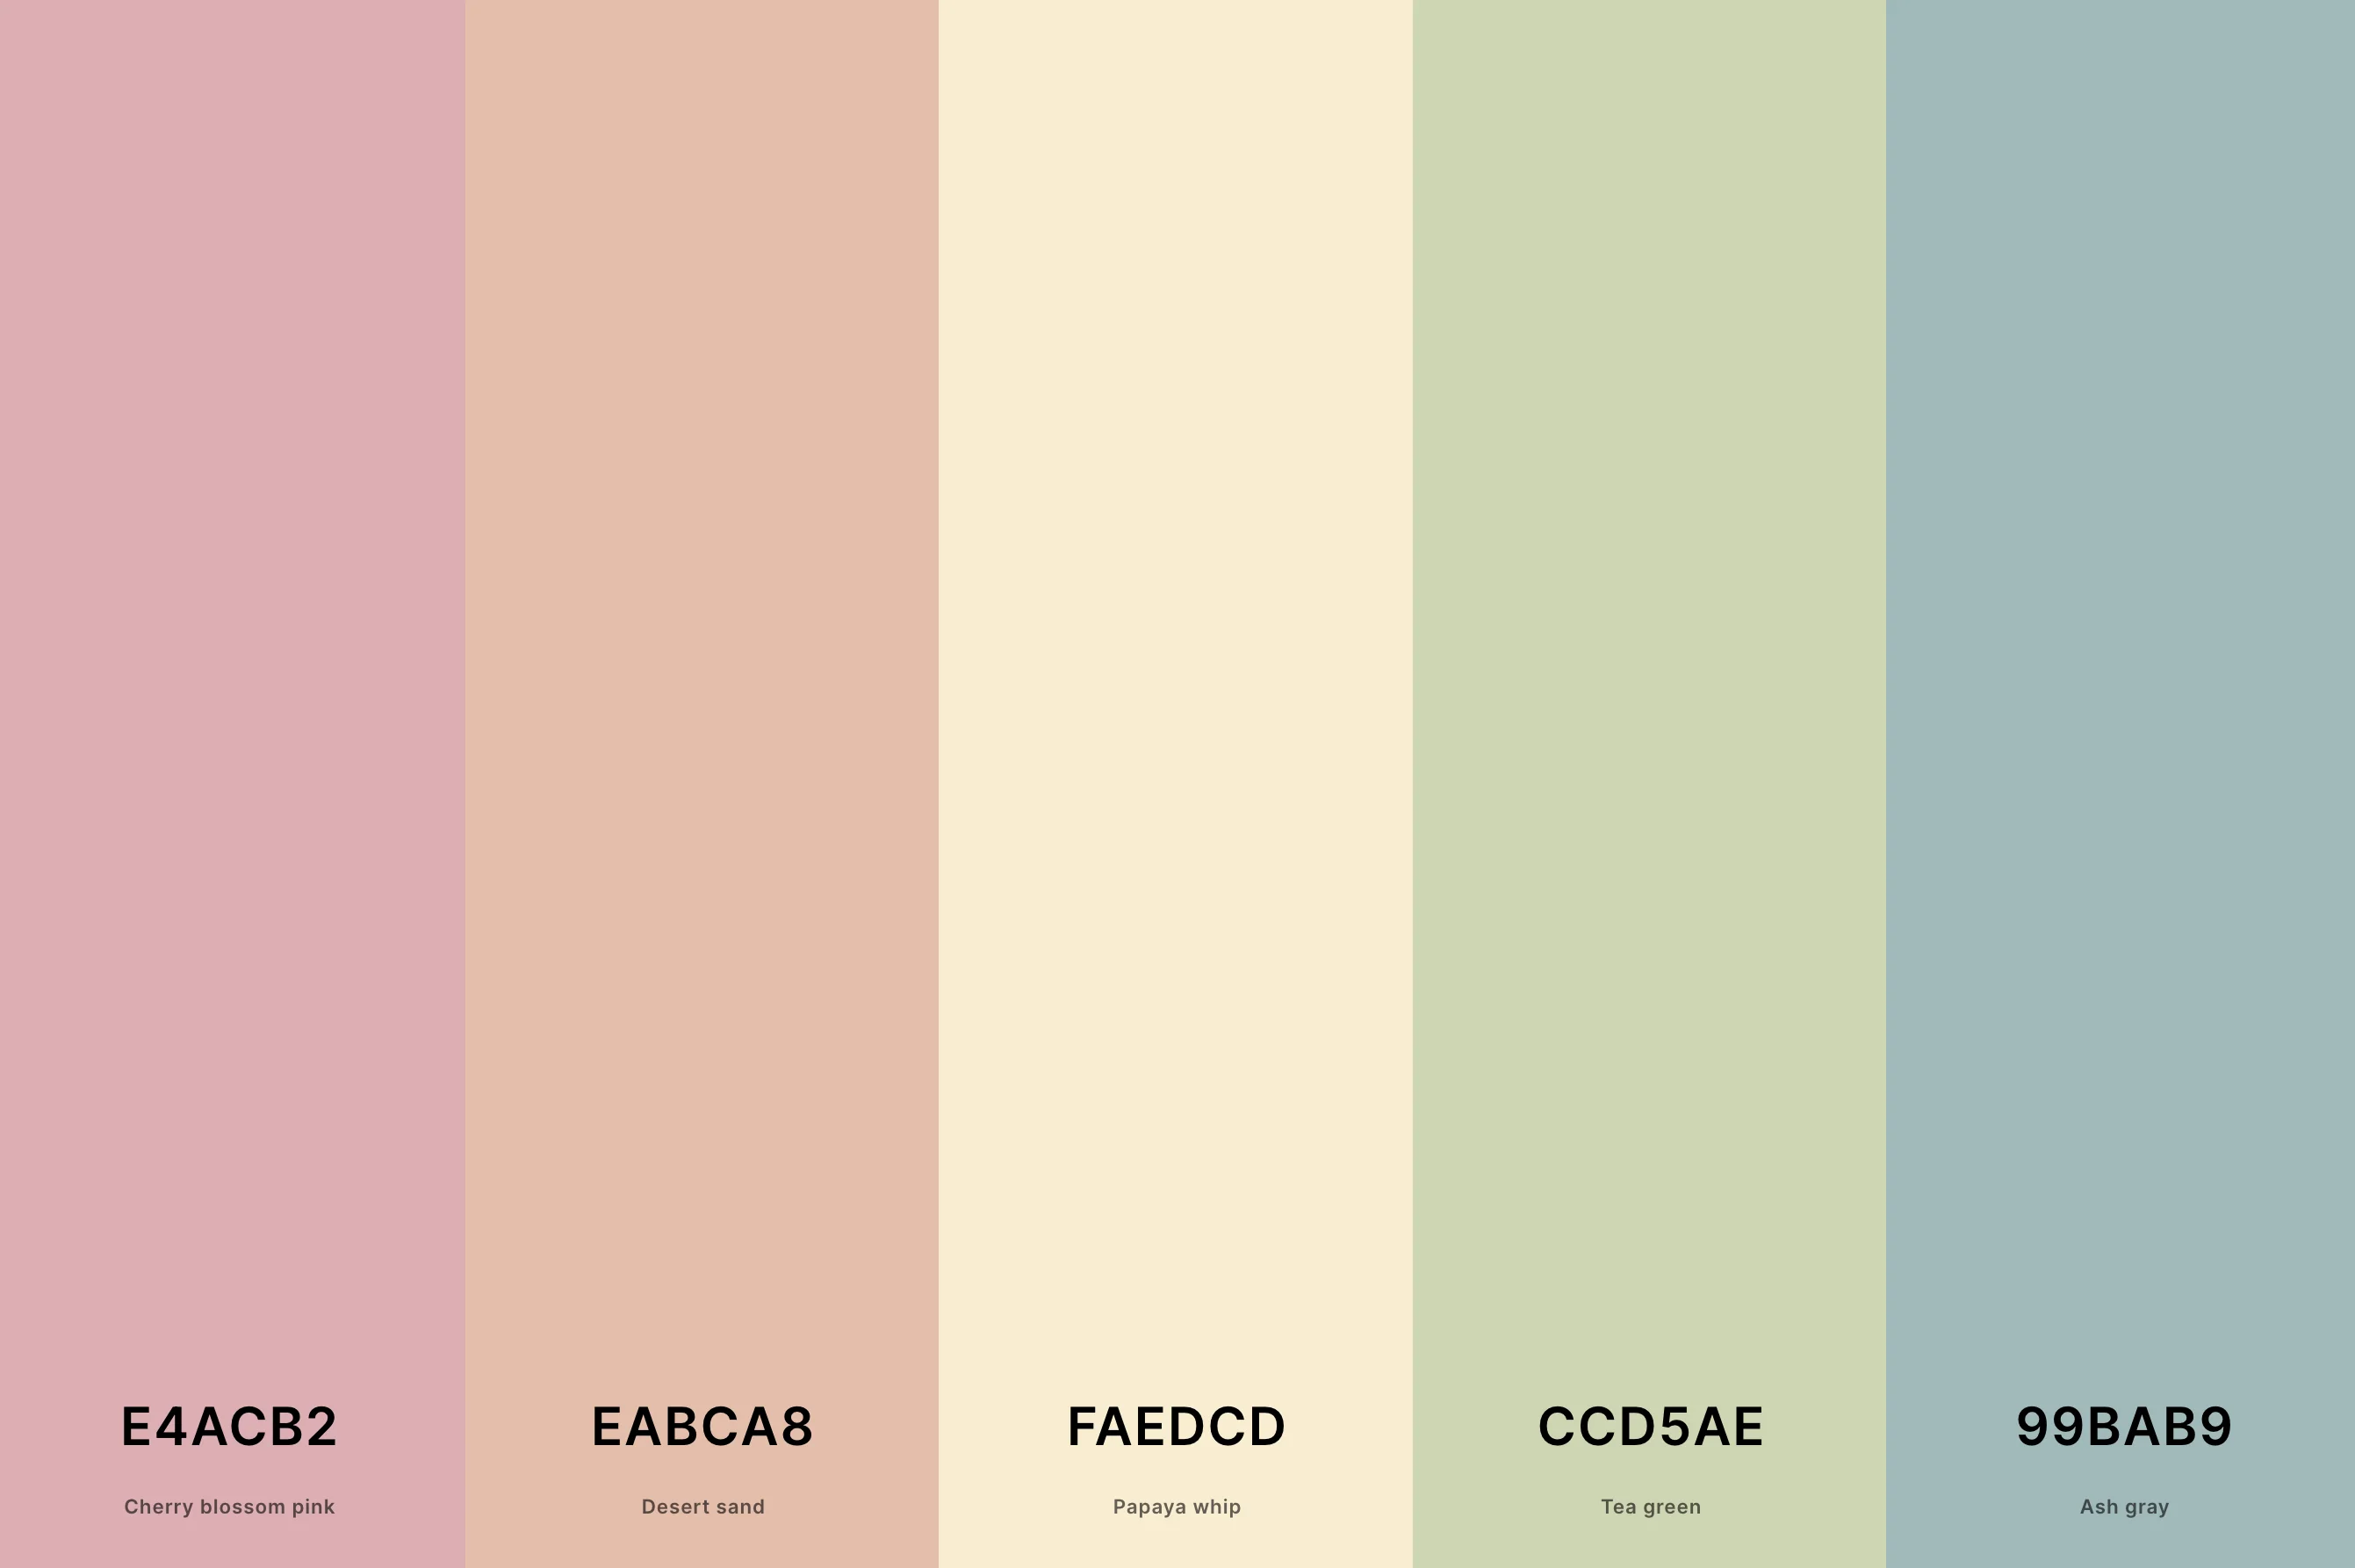 E4ACB2
Cherry blossom pink
EABCA8
Desert sand
FAEDCD
Papaya whip
CCD5AE
Tea green
99BAB9
Ash gray